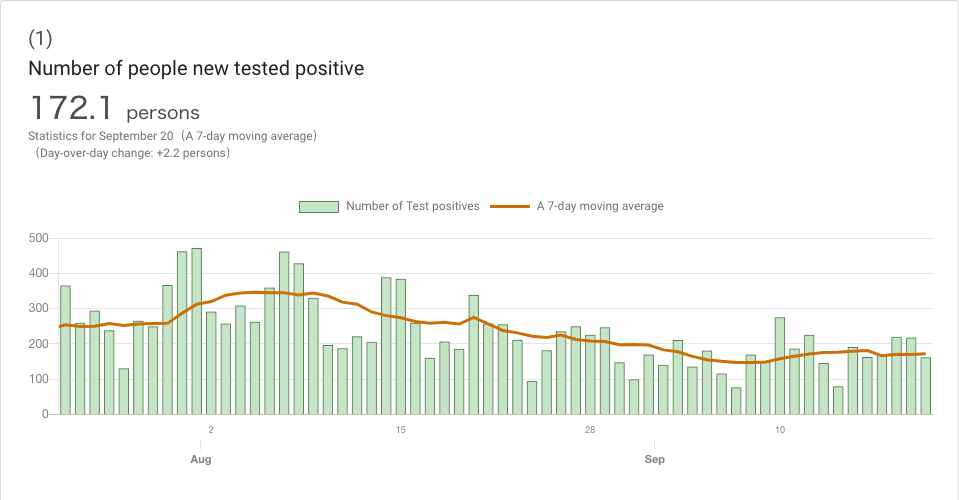 (1)
Number of people new tested positive
172.1 persons
Statistics for September 20（A 7-day moving average）
（Day-over-day change: +2.2 persons）
Number of Test positives A 7-day moving average
500
400
300
200
100
0
2 15 28 10
Aug Sep